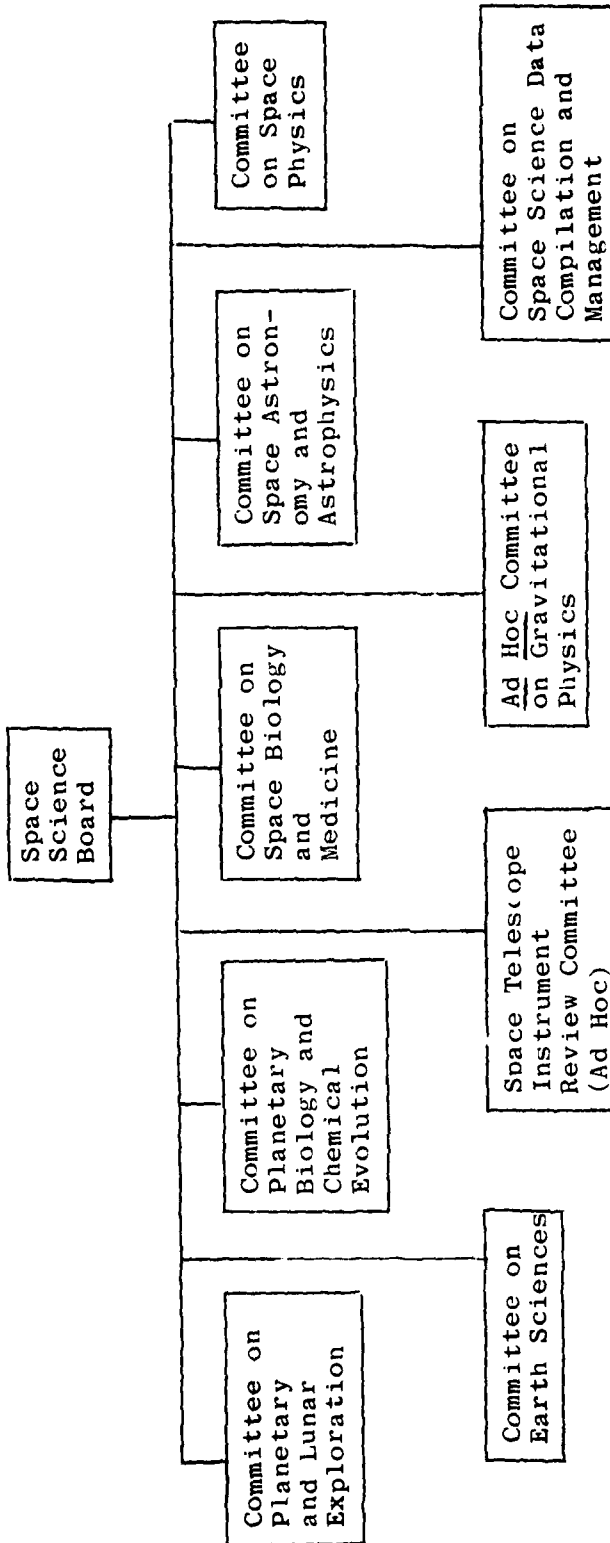 Space
Science
Board
Committee on
Planetary
and Lunar
Exploration
Committee on
Planetary
Biology and
Chemical
Evolution
Committee on
Space Biology
and
Medicine
Committee on
Space Astron-
omy and
Astrophysics
Committee
on Space
Physics
Committee on
Earth Sciences
Space Telescope
Instrument
Review Committee
(Ad Hoc)
Ad Hoc Committee
on Gravitational
Physics
Committee on
Space Science Data
Compilation and
Management